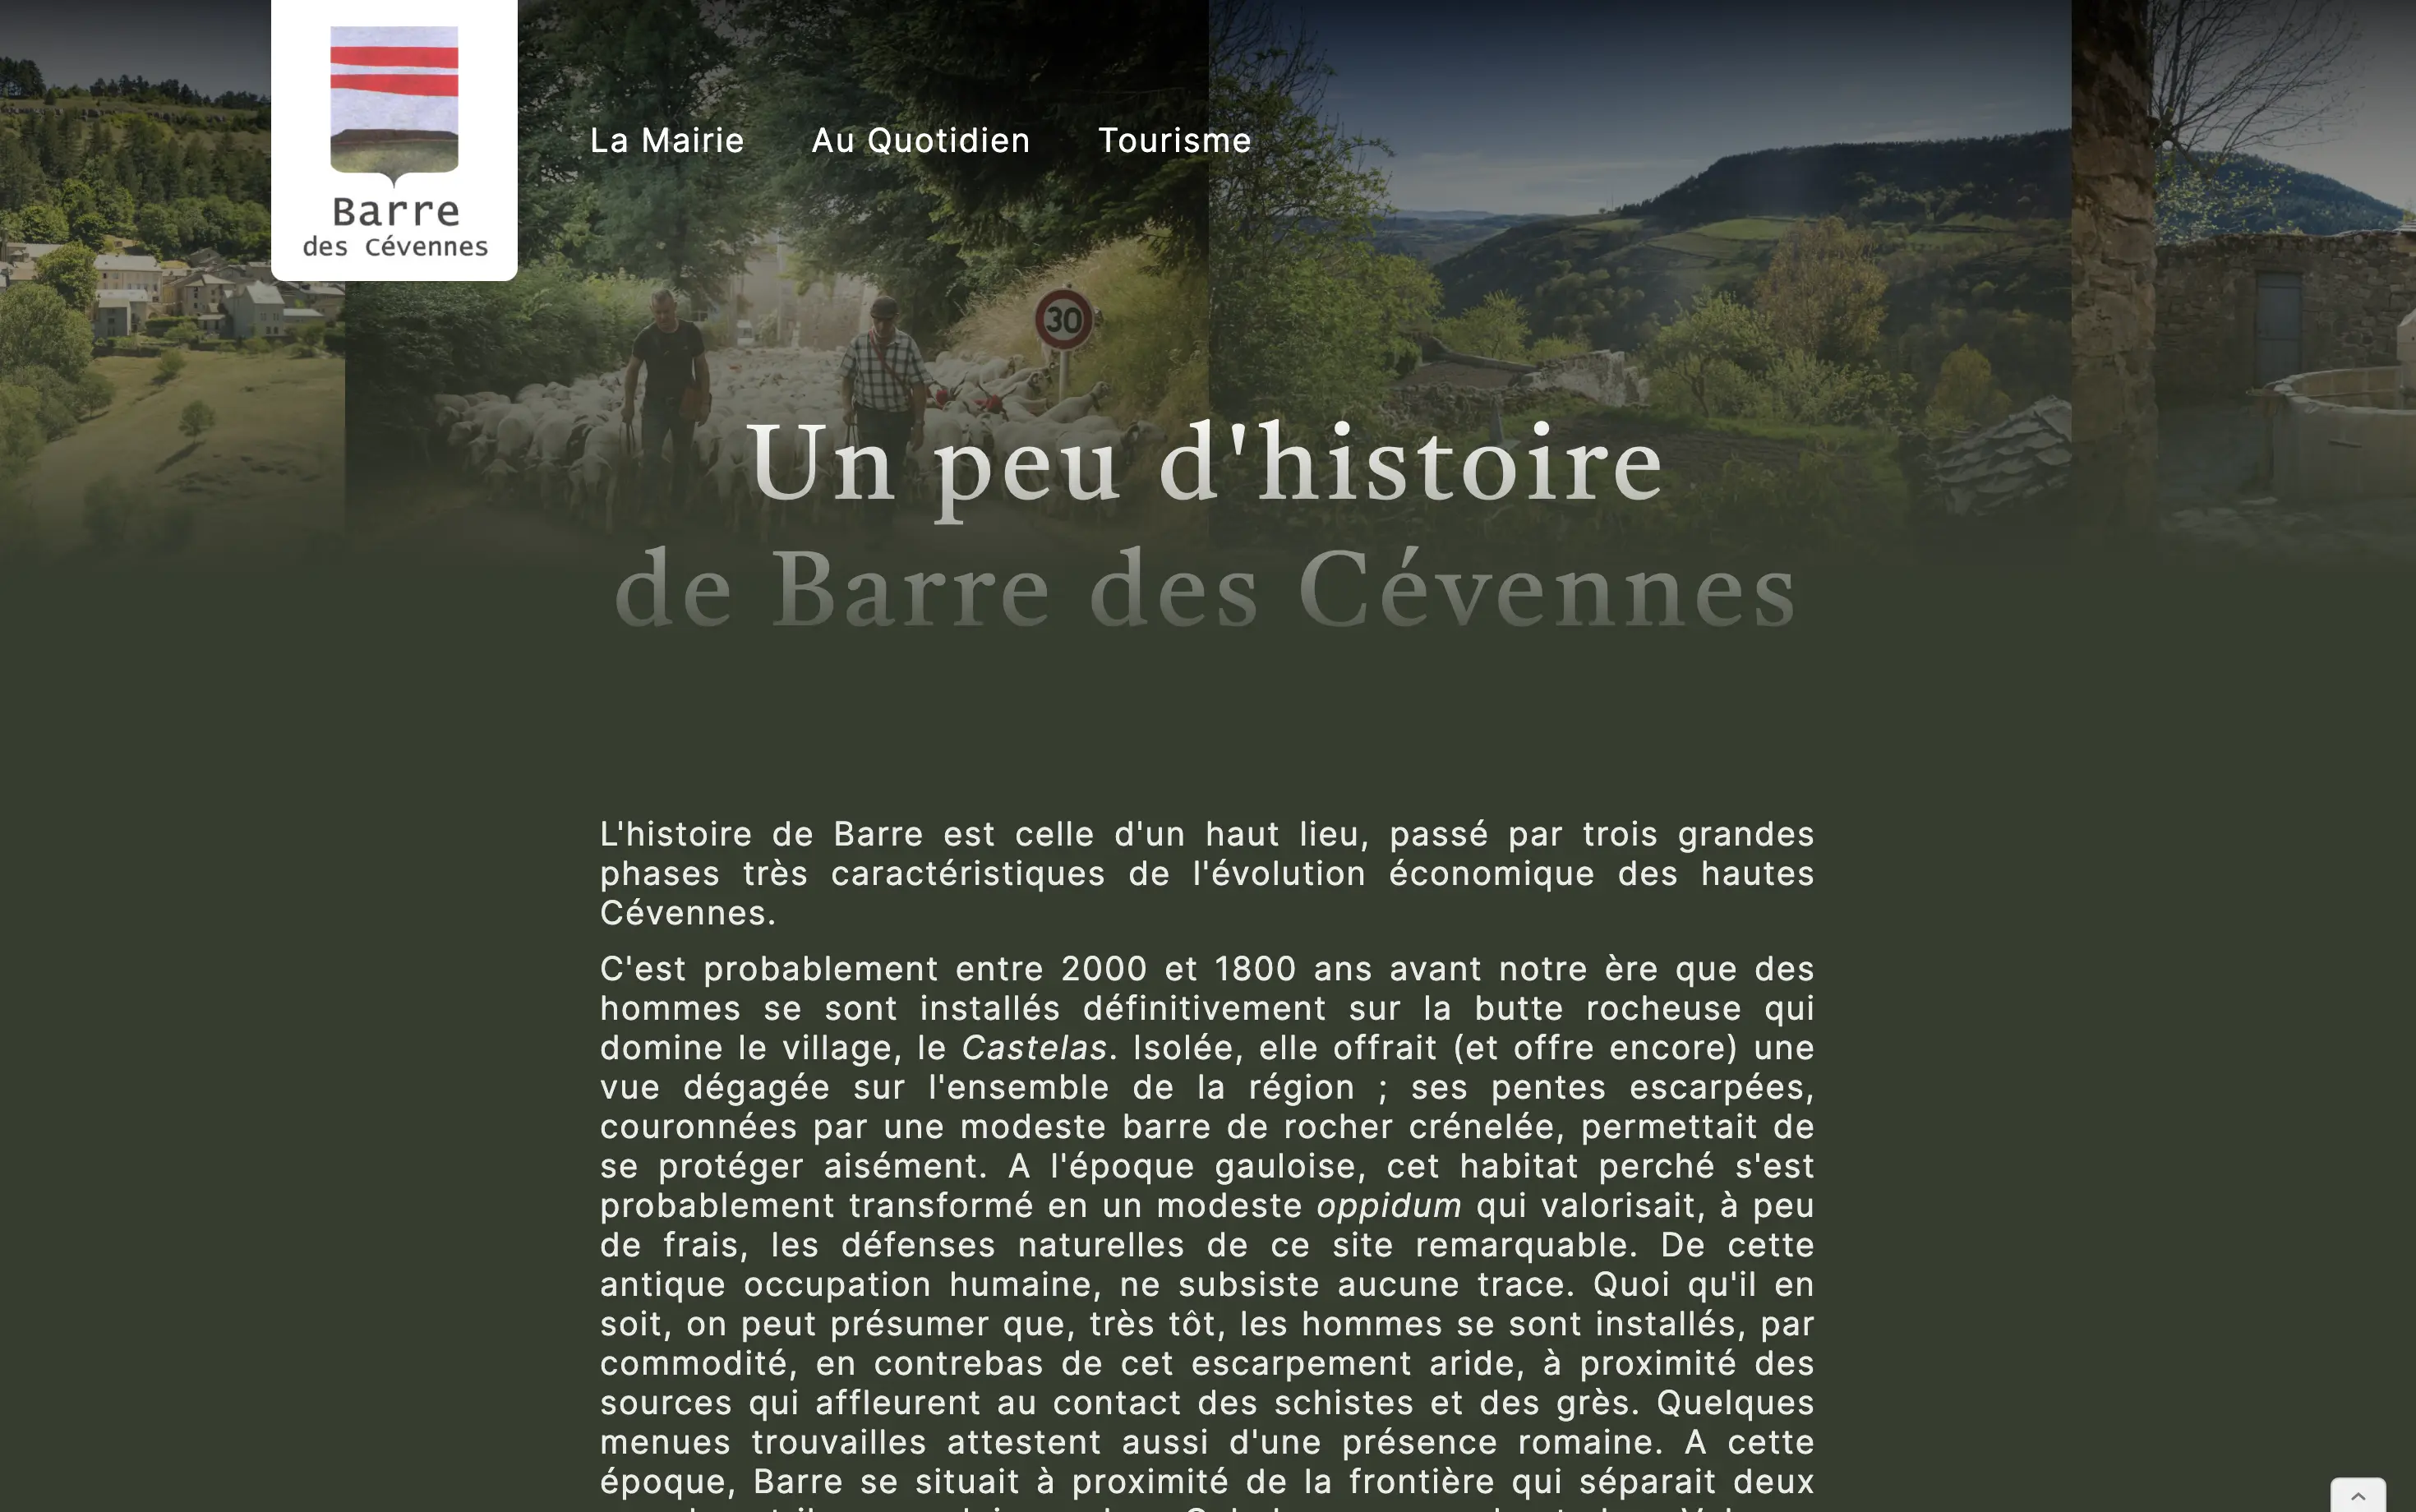 Barre
des Cévennes
La Mairie
Au Quotidien
Tourisme
30
Un peu d'histoire
de Barre des Cévennes
L'histoire de Barre est celle d'un haut lieu, passé par trois grandes
phases très caractéristiques de l'évolution économique des hautes
Cévennes.
C'est probablement entre 2000 et 1800 ans avant notre ère que des
hommes se sont installés définitivement sur la butte rocheuse qui
domine le village, le Castelas. Isolée, elle offrait (et offre encore) une
vue dégagée sur l'ensemble de la région ; ses pentes escarpées,
couronnées par une modeste barre de rocher crénelée, permettait de
se protéger aisément. A l'époque gauloise, cet habitat perché s'est
probablement transformé en un modeste oppidum qui valorisait, à peu
de frais, les défenses naturelles de ce site remarquable. De cette
antique occupation humaine, ne subsiste aucune trace. Quoi qu'il en
soit, on peut présumer que, très tôt, les hommes se sont installés, par
commodité, en contrebas de cet escarpement aride, à proximité des
sources qui affleurent au contact des schistes et des grès. Quelques
menues trouvailles attestent aussi d'une présence romaine. A cette
époque, Barre se situait à proximité de la frontière qui séparait deux